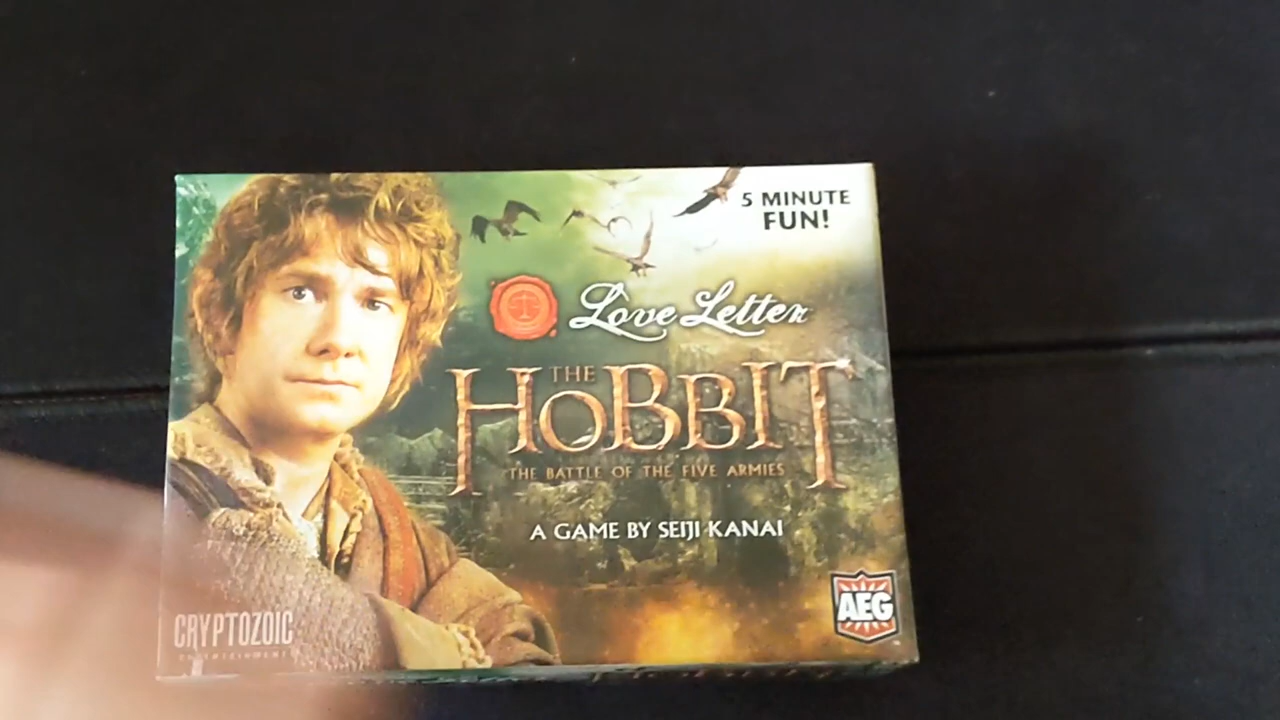 5 MINUTE
FUN!
Love Letter
THE
HOBBIT
THE BATTLE OF THE FIVE ARMIES
A GAME BY SEIJI KANAI
AEG
CRYPTOZOIC
ENTERTAINMENT